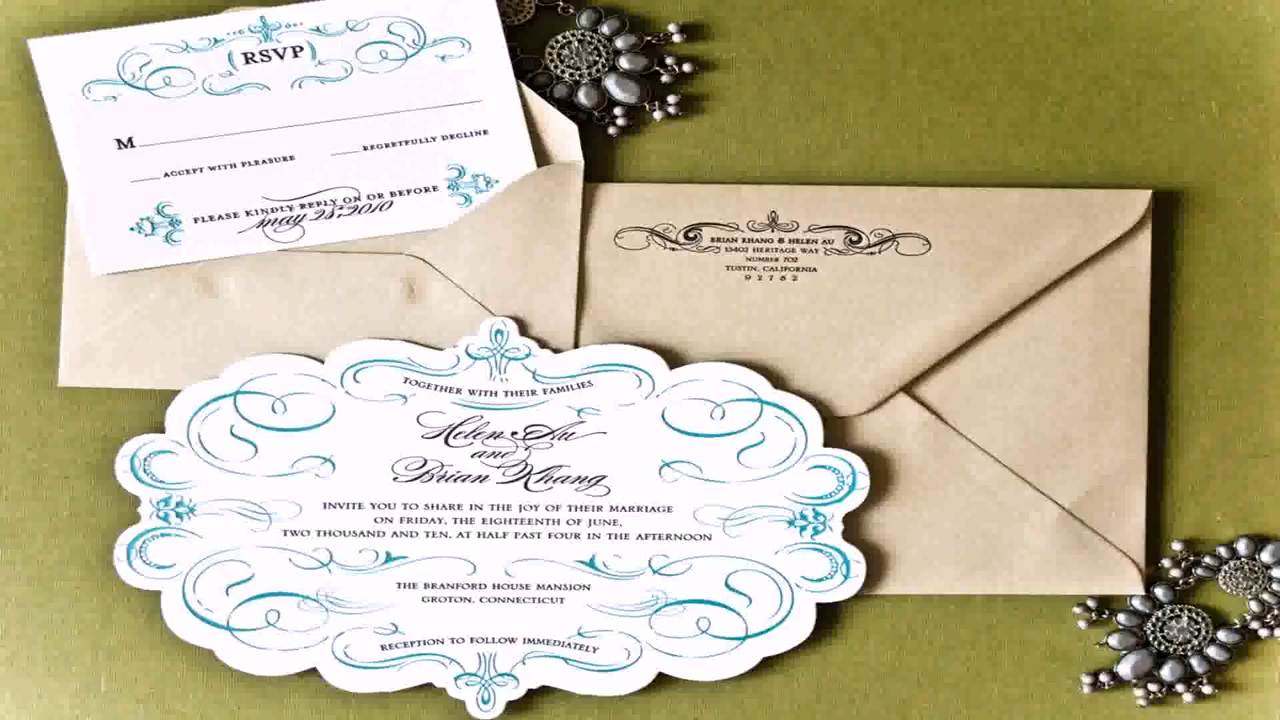 (RSVP)
M
ACCEPT WITH PLEASURE REGRETFULLY DECLINE
PLEASE KINDLY REPLY ON OR BEFORE
may 28, 2010
BRIAN KHANG & HELEN AU
13402 HERITAGE WAY
NUMBER 702
TUSTIN, CALIFORNIA
92782
TOGETHER WITH THEIR FAMILIES
Helen Au
and
Brian Khang
INVITE YOU TO SHARE IN THE JOY OF THEIR MARRIAGE
ON FRIDAY, THE EIGHTEENTH OF JUNE,
TWO THOUSAND AND TEN, AT HALF PAST FOUR IN THE AFTERNOON
THE BRANFORD HOUSE MANSION
GROTON, CONNECTICUT
RECEPTION TO FOLLOW IMMEDIATELY